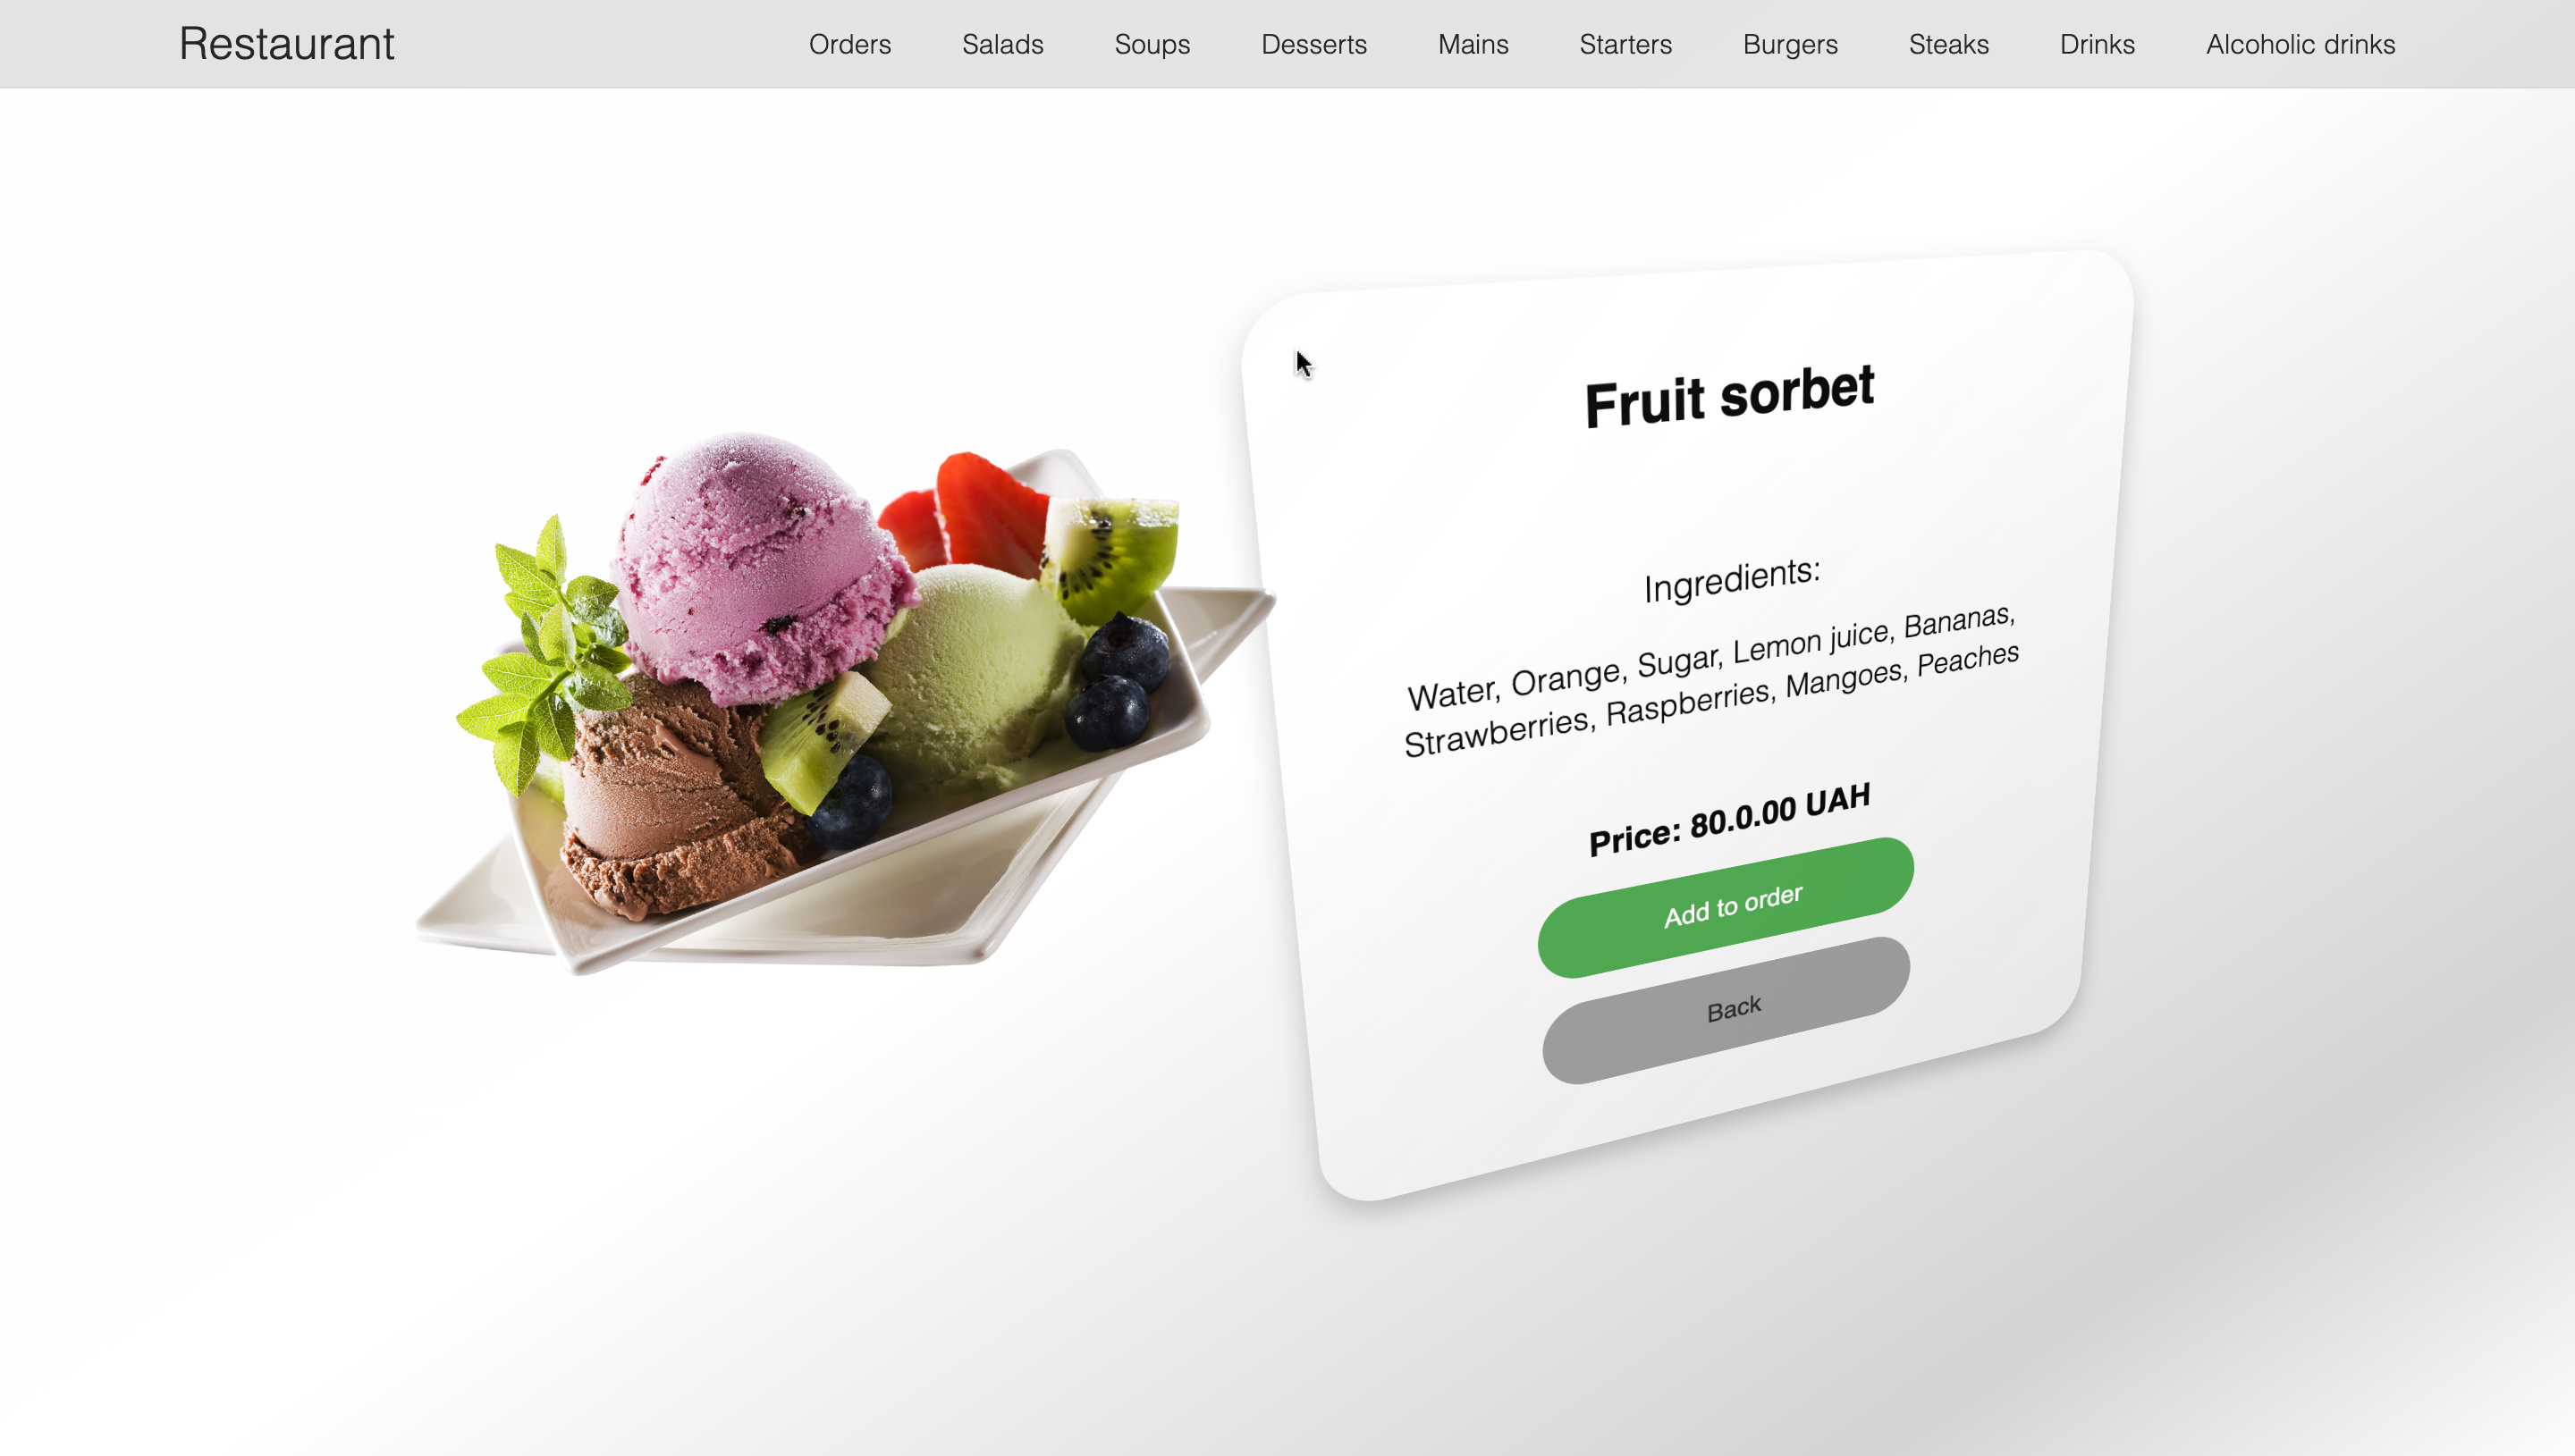 Restaurant
Orders Salads Soups Desserts Mains Starters Burgers Steaks Drinks Alcoholic drinks
Fruit sorbet
Ingredients:
Water, Orange, Sugar, Lemon juice, Bananas,
Strawberries, Raspberries, Mangoes, Peaches
Price: 80.0.00 UAH
Add to order
Back